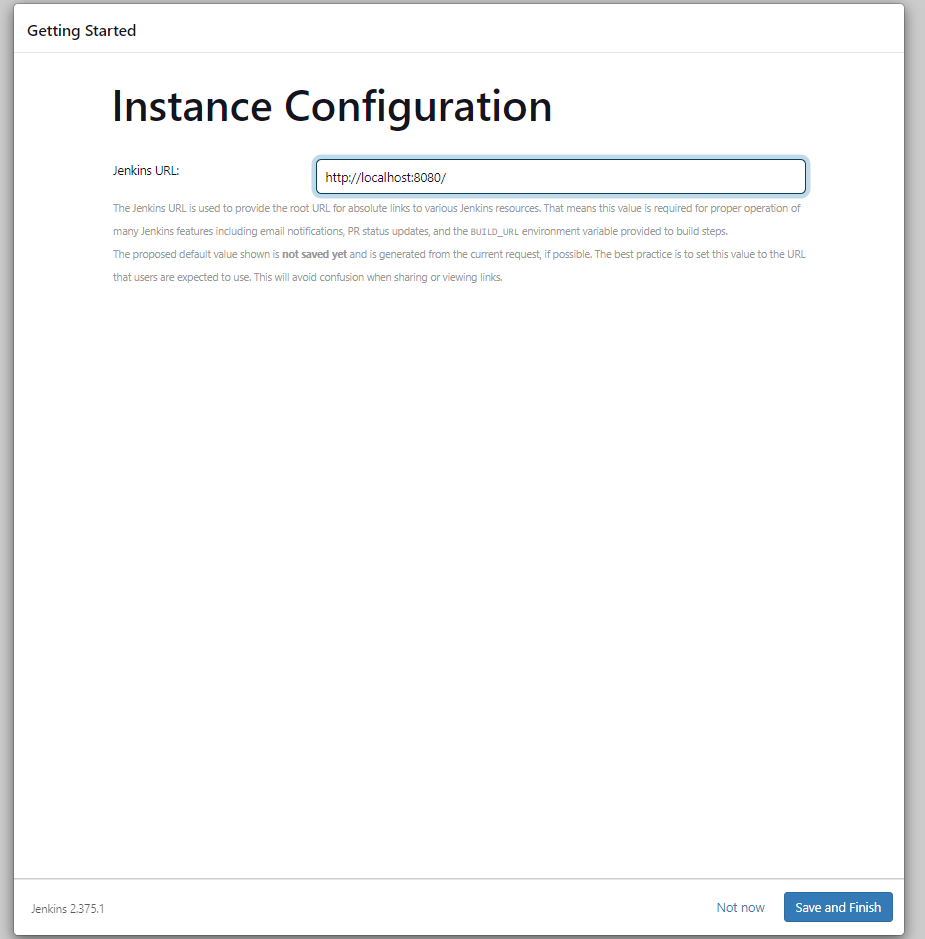 Getting Started
Instance Configuration
Jenkins URL:
http://localhost:8080/
The Jenkins URL is used to provide the root URL for absolute links to various Jenkins resources. That means this value is required for proper operation of
many Jenkins features including email notifications, PR status updates, and the BUILD_URL environment variable provided to build steps.
The proposed default value shown is not saved yet and is generated from the current request, if possible. The best practice is to set this value to the URL
that users are expected to use. This will avoid confusion when sharing or viewing links.
Jenkins 2.375.1
Not now
Save and Finish